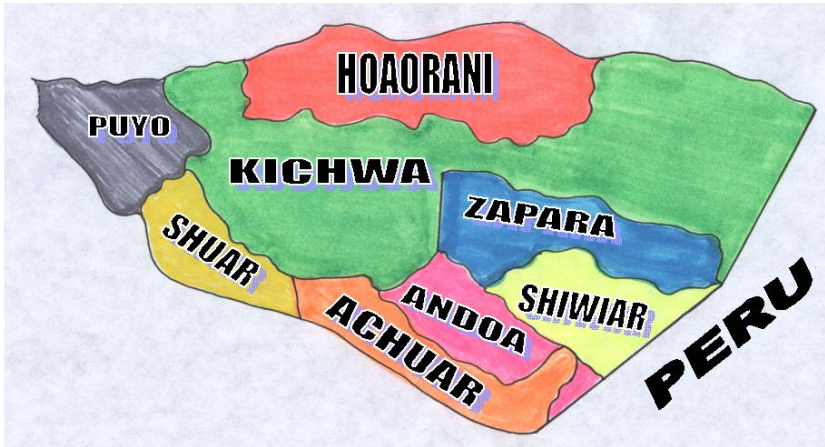 HOAORANI
PUYO
KICHWA
ZAPARA
SHUAR
ANDOA
SHIWIAR
ACHUAR
PERU